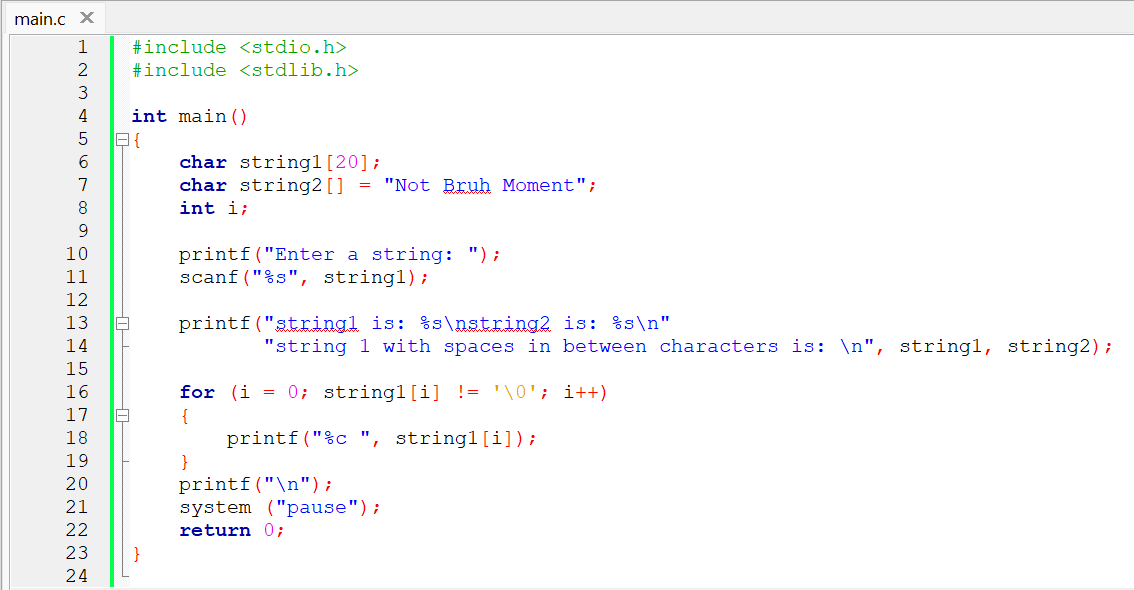 main.c ×
1 #include <stdio.h>
2 #include <stdlib.h>
3
4 int main()
5 {
6 char string1[20];
7 char string2[] = "Not Bruh Moment";
8 int i;
9
10 printf("Enter a string: ");
11 scanf("%s", string1);
12
13 printf("string1 is: %s\nstring2 is: %s\n"
14 "string 1 with spaces in between characters is: \n", string1, string2);
15
16 for (i = 0; string1[i] != '\0'; i++)
17 {
18 printf("%c ", string1[i]);
19 }
20 printf("\n");
21 system ("pause");
22 return 0;
23 }
24